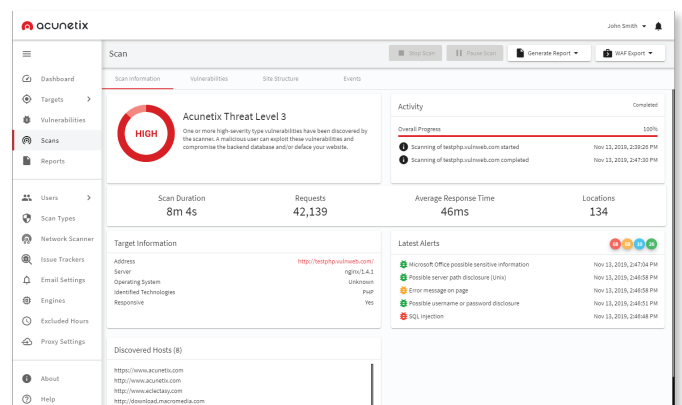 acunetix
John Smith
Scan
Stop Scan
Pause Scan
Generate Report
WAF Export
Dashboard
Targets
Vulnerabilities
Scans
Reports
Users
Scan Types
Network Scanner
Issue Trackers
Email Settings
Engines
Excluded Hours
Proxy Settings
About
Help
Scan Information
Vulnerabilities
Site Structure
Events
HIGH
Acunetix Threat Level 3
One or more high-severity type vulnerabilities have been discovered by
the scanner. A malicious user can exploit these vulnerabilities and
compromise the backend database and/or deface your website.
Activity
Completed
Overall Progress
100%
Scanning of testphp.vulnweb.com started
Nov 13, 2019, 2:39:26 PM
Scanning of testphp.vulnweb.com completed
Nov 13, 2019, 2:47:30 PM
Scan Duration
8m 4s
Requests
42,139
Average Response Time
46ms
Locations
134
Target Information
Address
http://testphp.vulnweb.com/
Server
nginx/1.4.1
Operating System
Unknown
Identified Technologies
PHP
Responsive
Yes
Latest Alerts
Microsoft Office possible sensitive information
Nov 13, 2019, 2:47:04 PM
Possible server path disclosure (Unix)
Nov 13, 2019, 2:46:58 PM
Error message on page
Nov 13, 2019, 2:46:58 PM
Possible username or password disclosure
Nov 13, 2019, 2:46:51 PM
SQL injection
Nov 13, 2019, 2:46:48 PM
Discovered Hosts (8)
https://www.acunetix.com
http://www.acunetix.com
http://www.eclectasy.com
http://download.macromedia.com